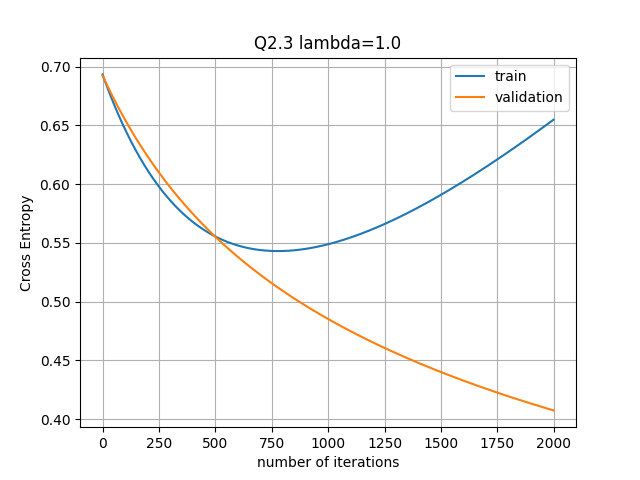 Q2.3 lambda=1.0
train
validation
Cross Entropy
0.70
0.65
0.60
0.55
0.50
0.45
0.40
0 250 500 750 1000 1250 1500 1750 2000
number of iterations